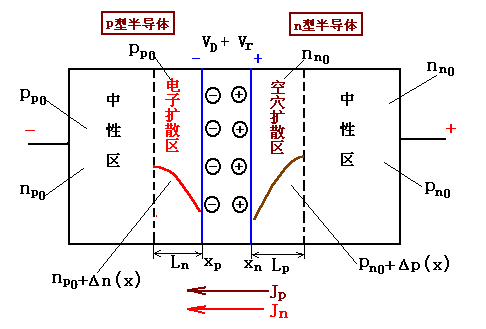 p型半导体
n型半导体
V_D + V_r
p_p0
- +
n_n0
n_n0
p_p0
中性区
电子扩散区
空穴扩散区
中性区
-
+
n_p0
p_n0
L_n
x_p
x_n
L_p
n_p0+Δn(x)
p_n0+Δp(x)
J_p
J_n